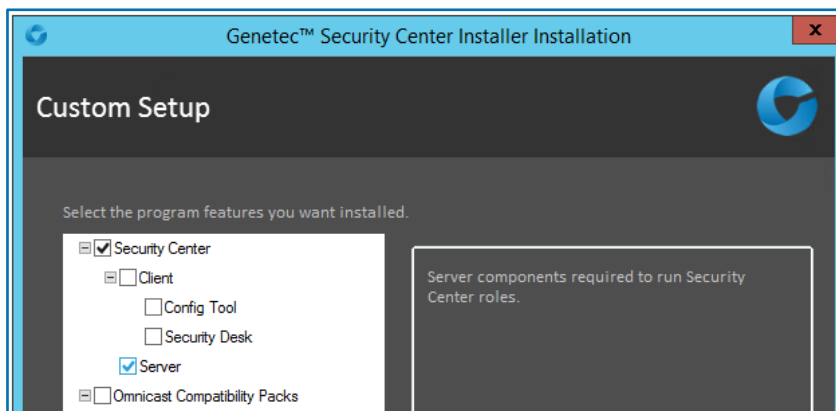 Genetec™ Security Center Installer Installation
x
Custom Setup
Select the program features you want installed.
Security Center
Client
Config Tool
Security Desk
Server
Omnicast Compatibility Packs
Server components required to run Security
Center roles.